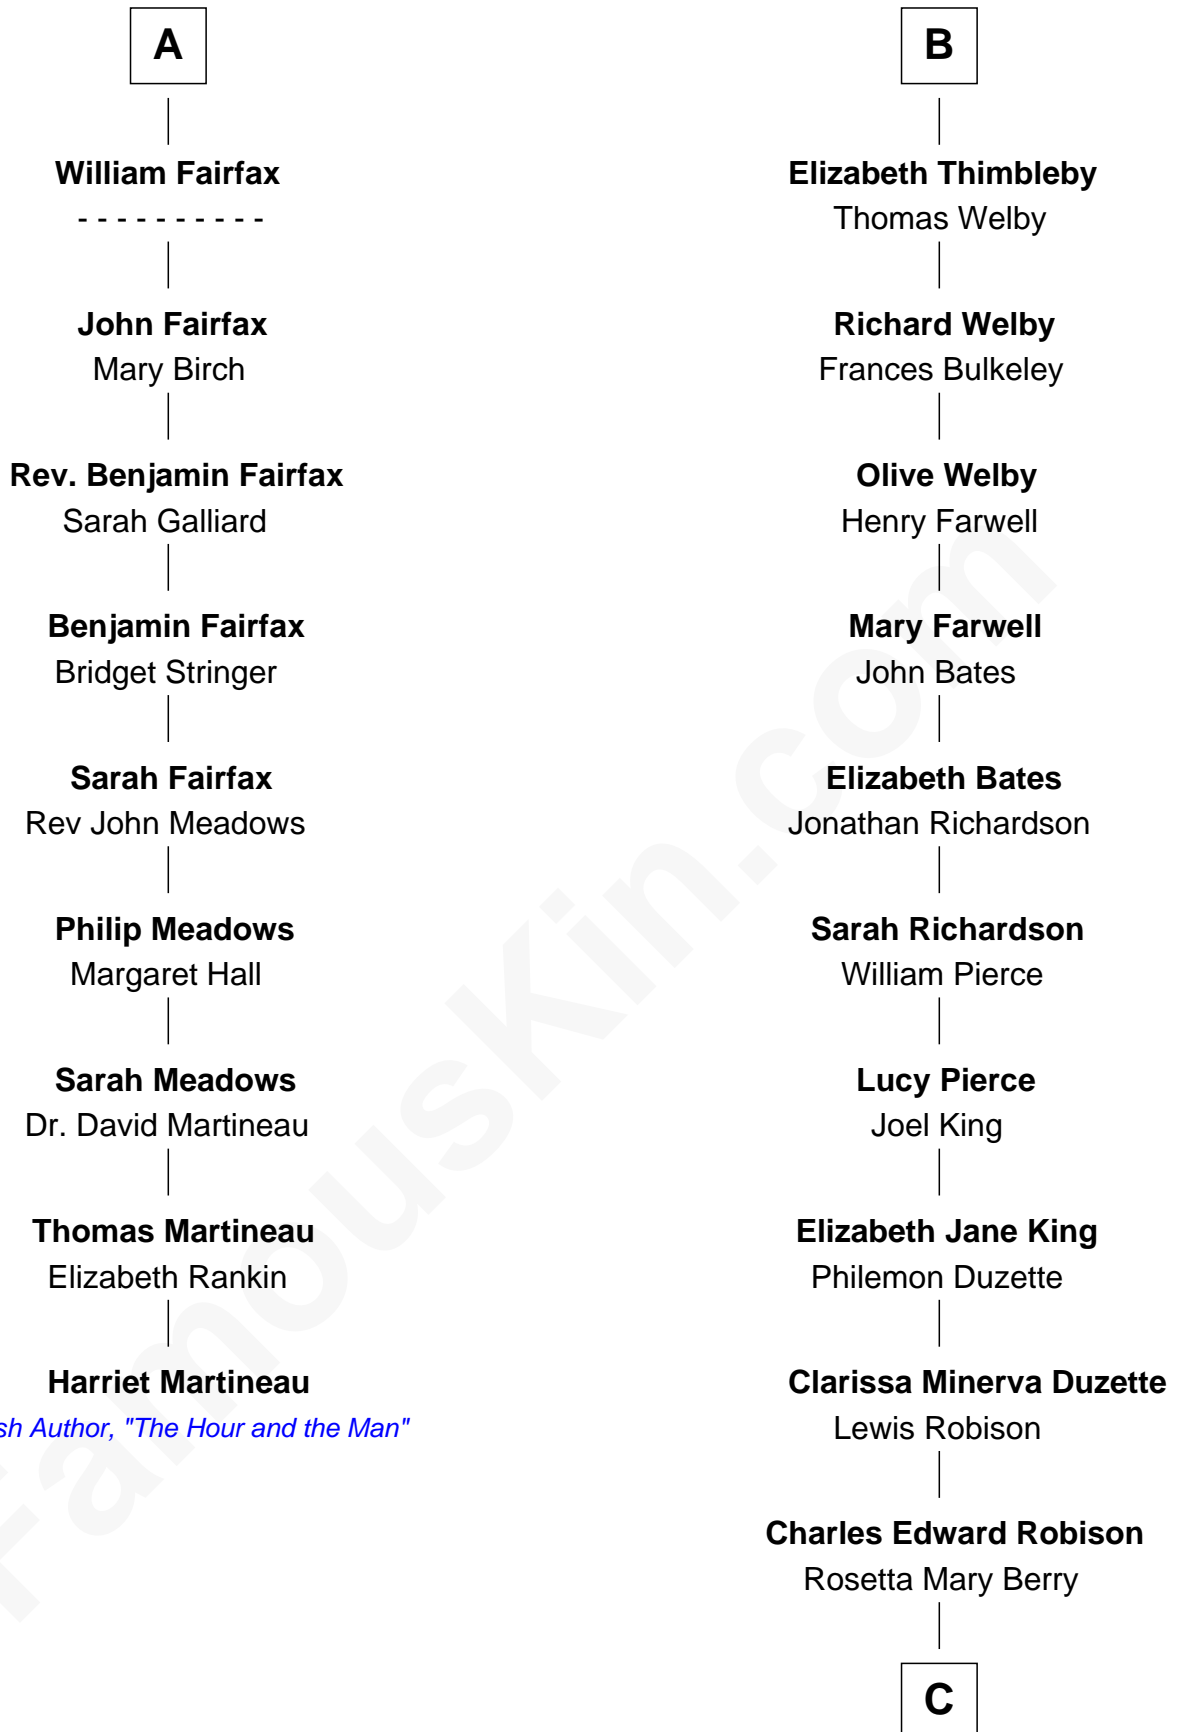 A
William Fairfax
- - - - - - - - - -
John Fairfax
Mary Birch
Rev. Benjamin Fairfax
Sarah Galliard
Benjamin Fairfax
Bridget Stringer
Sarah Fairfax
Rev John Meadows
Philip Meadows
Margaret Hall
Sarah Meadows
Dr. David Martineau
Thomas Martineau
Elizabeth Rankin
Harriet Martineau
sh Author, "The Hour and the Man"
B
Elizabeth Thimbleby
Thomas Welby
Richard Welby
Frances Bulkeley
Olive Welby
Henry Farwell
Mary Farwell
John Bates
Elizabeth Bates
Jonathan Richardson
Sarah Richardson
William Pierce
Lucy Pierce
Joel King
Elizabeth Jane King
Philemon Duzette
Clarissa Minerva Duzette
Lewis Robison
Charles Edward Robison
Rosetta Mary Berry
C
FamousKin.com